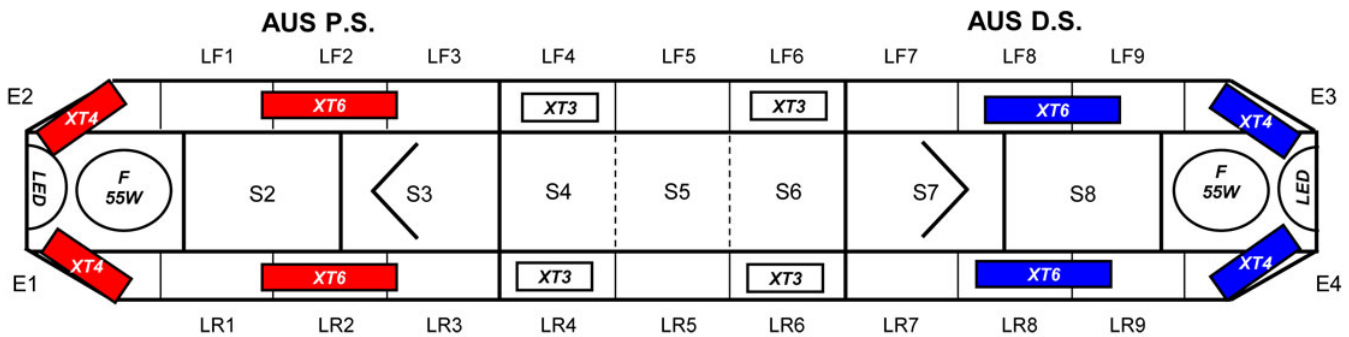 AUS P.S. AUS D.S.
LF1 LF2 LF3 LF4 LF5 LF6 LF7 LF8 LF9
E2 XT4 XT6 XT3 XT3 XT6 XT4 E3
LED F 55W S2 S3 S4 S5 S6 S7 S8 F 55W LED
E1 XT4 XT6 XT3 XT3 XT6 XT4 E4
LR1 LR2 LR3 LR4 LR5 LR6 LR7 LR8 LR9